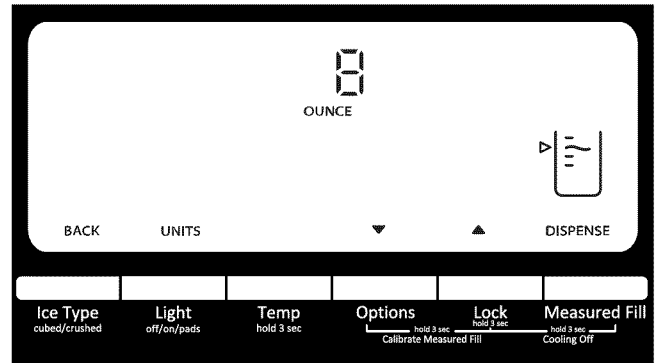 8
OUNCE
BACK UNITS ▼ ▲ DISPENSE
Ice Type Light Temp Options Lock Measured Fill
cubed/crushed off/on/pads hold 3 sec hold 3 sec hold 3 sec hold 3 sec
Calibrate Measured Fill Cooling Off